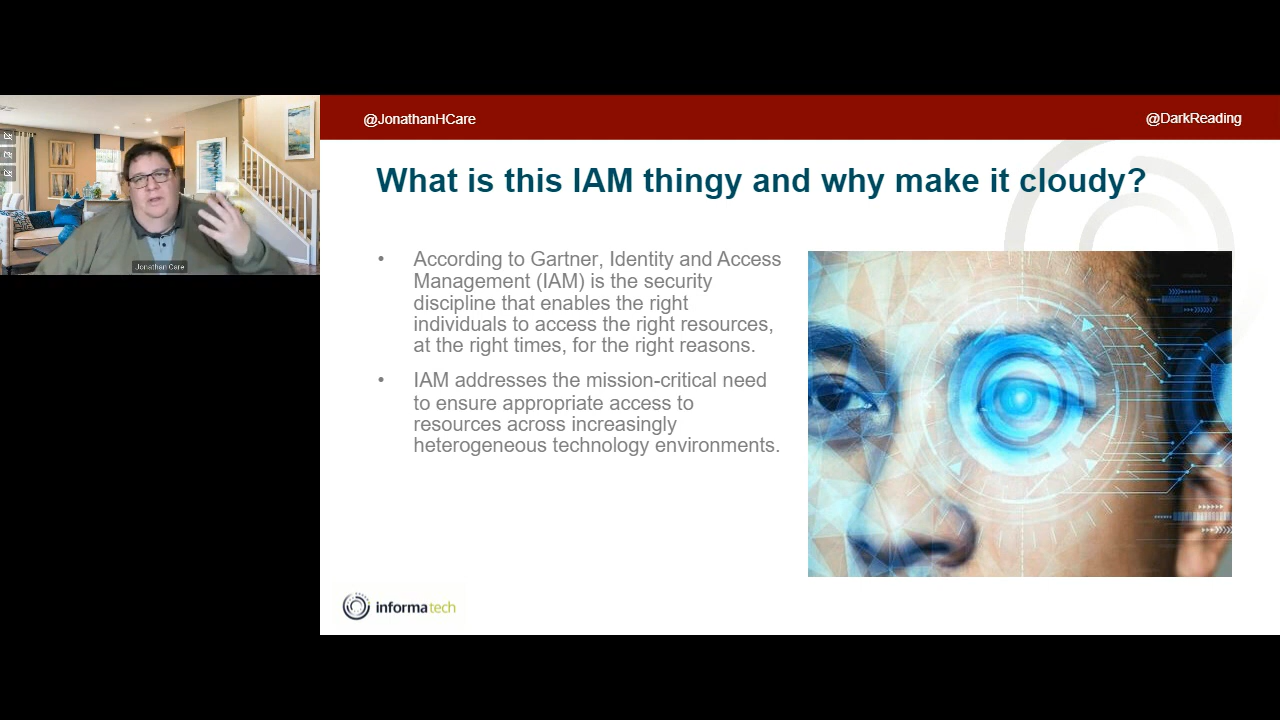 Jonathan Care
@JonathanHCare
@DarkReading
What is this IAM thingy and why make it cloudy?
• According to Gartner, Identity and Access
Management (IAM) is the security
discipline that enables the right
individuals to access the right resources,
at the right times, for the right reasons.
• IAM addresses the mission-critical need
to ensure appropriate access to
resources across increasingly
heterogeneous technology environments.
informa tech